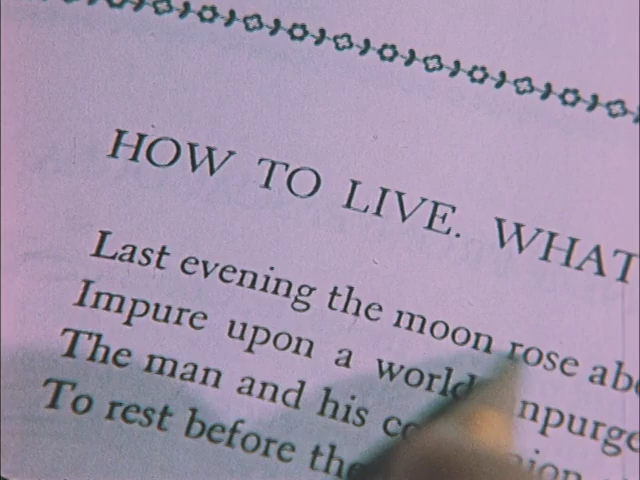 HOW TO LIVE. WHAT
Last evening the moon rose
Impure upon a world
The man and his
To rest before the